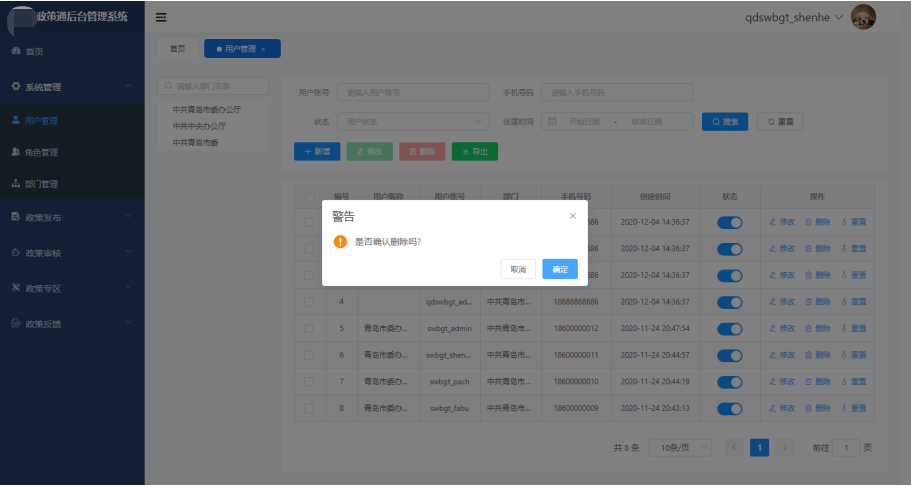 政策通后台管理系统
qdswbgt_shenhe
首页
首页
用户管理
系统管理
请输入部门名称
用户账号 请输入用户账号 手机号码 请输入手机号码
中共青岛市委办公厅
用户管理
中共中央办公厅
状态 用户状态 创建时间 开始日期 - 结束日期 搜索 重置
中共青岛市委
角色管理
+ 新增 修改 删除 导出
部门管理
编号 用户昵称 用户账号 部门 手机号码 创建时间 状态 操作
政策发布
警告
686 2020-12-04 14:36:37 修改 删除 重置
是否确认删除吗?
686 2020-12-04 14:36:37 修改 删除 重置
政策审核
取消 确定
686 2020-12-04 14:36:37 修改 删除 重置
政策专区
4 qdswbgt_ad... 中共青岛市... 18686868686 2020-12-04 14:36:37 修改 删除 重置
政策反馈
5 青岛市委办... swbgt_admin 中共青岛市... 18600000012 2020-11-24 20:47:54 修改 删除 重置
6 青岛市委办... swbgt_shen... 中共青岛市... 18600000011 2020-11-24 20:44:57 修改 删除 重置
7 青岛市委办... swbgt_pach 中共青岛市... 18600000010 2020-11-24 20:44:19 修改 删除 重置
8 青岛市委办... swbgt_fabu 中共青岛市... 18600000009 2020-11-24 20:43:13 修改 删除 重置
共 8 条 10条/页 < 1 > 前往 1 页